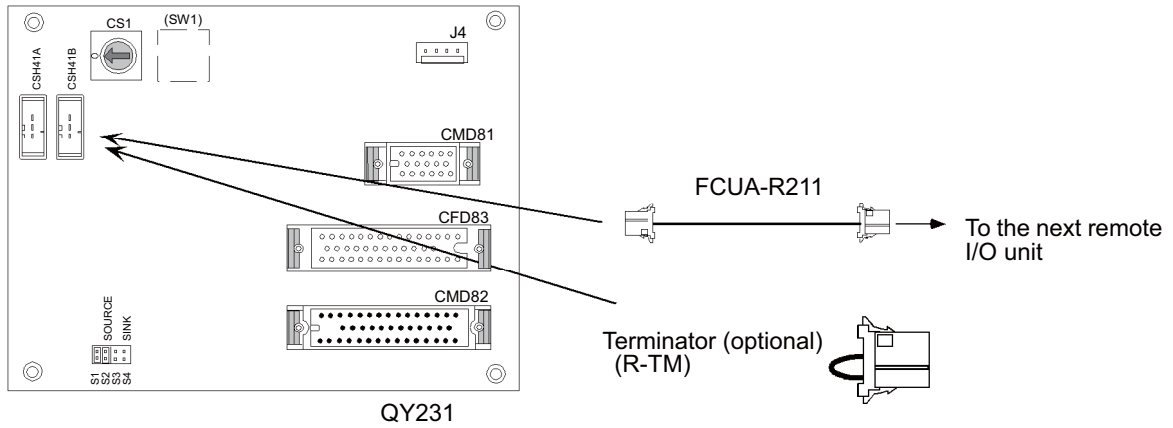 CS1
(SW1)
J4
CSH41A
CSH41B
CMD81
FCUA-R211
CFD83
To the next remote
I/O unit
CMD82
SOURCE
SINK
Terminator (optional)
(R-TM)
S1
S2
S3
S4
QY231